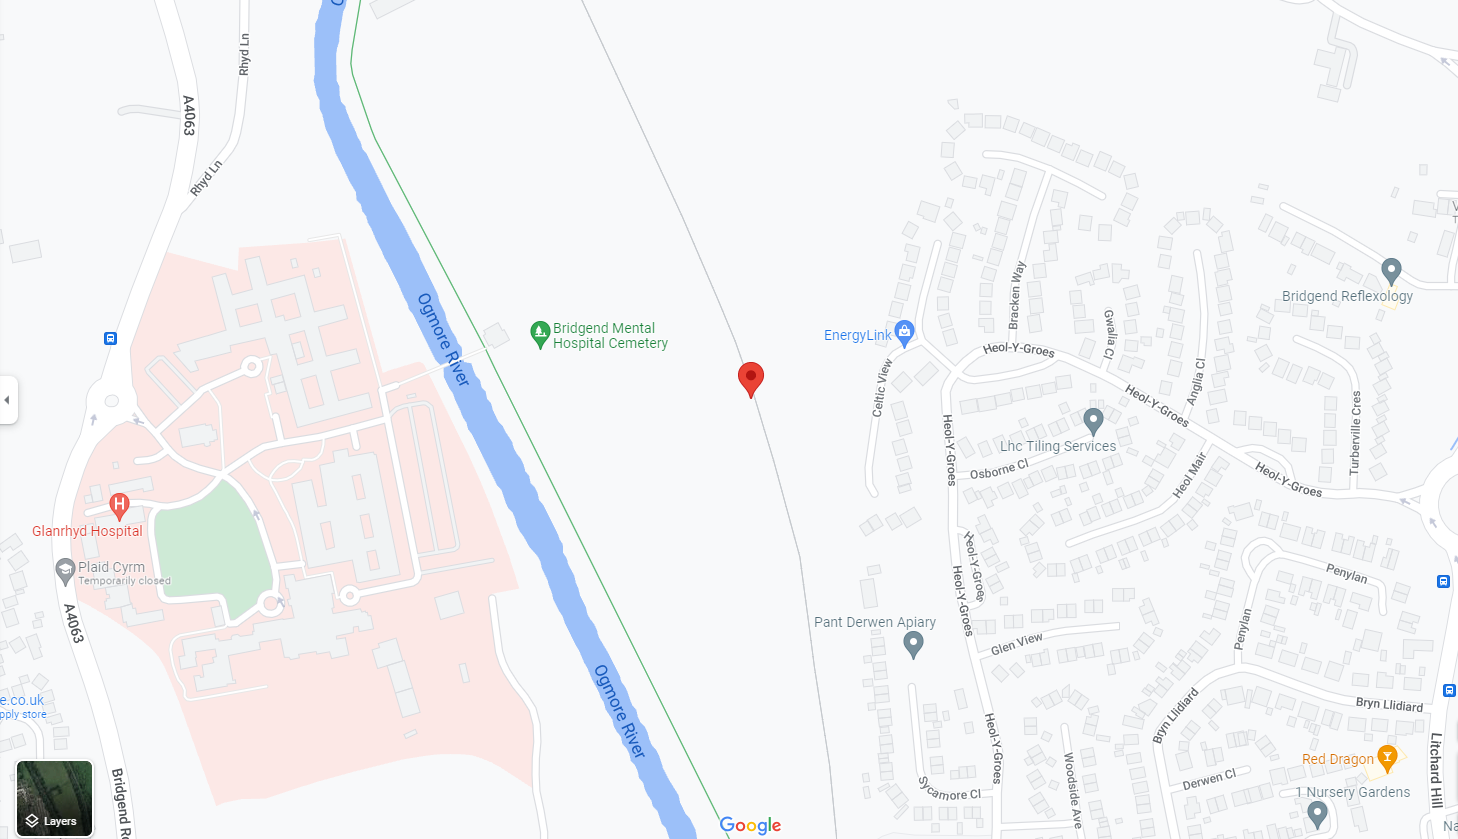 Rhyd Ln
A4063
Rhyd Ln
Ogmore River
Bridgend Mental
Hospital Cemetery
EnergyLink
Bracken Way
Heol-Y-Groes
Gwalia Cl
Anglia Cl
Bridgend Reflexology
Celtic View
Heol-Y-Groes
Heol-Y-Groes
Turberville Cres
Lhc Tiling Services
Osborne Cl
Heol Mair
Heol-Y-Groes
H
Glanrhyd Hospital
Plaid Cyrm
Temporarily closed
A4063
Heol-Y-Groes
Heol-Y-Groes
Penylan
Penylan
Pant Derwen Apiary
Glen View
Ogmore River
e.co.uk
pply store
Bryn Llidiard
Bryn Llidiard
Heol-Y-Groes
Woodside Ave
Litchard Hill
Red Dragon
Derwen Cl
Sycamore Cl
1 Nursery Gardens
Bridgend Ro
Layers
Google
Na